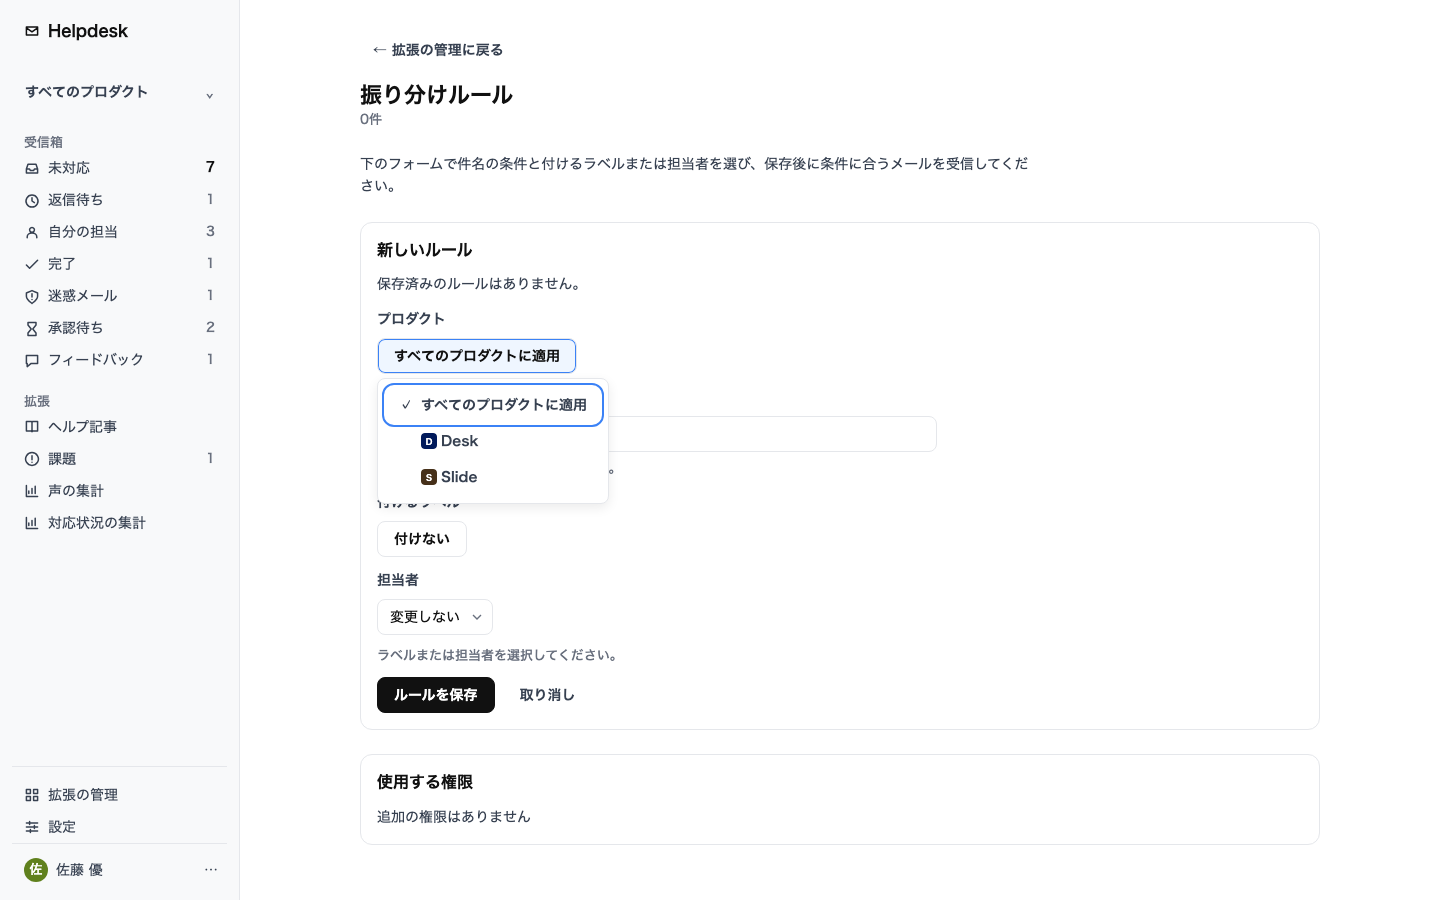 Helpdesk
すべてのプロダクト
受信箱
未対応 7
返信待ち 1
自分の担当 3
完了 1
迷惑メール 1
承認待ち 2
フィードバック 1
拡張
ヘルプ記事
課題 1
声の集計
対応状況の集計
拡張の管理
設定
佐 佐藤 優 …
← 拡張の管理に戻る
振り分けルール
0件
下のフォームで件名の条件と付けるラベルまたは担当者を選び、保存後に条件に合うメールを受信してくだ
さい。
新しいルール
保存済みのルールはありません。
プロダクト
すべてのプロダクトに適用
✓ すべてのプロダクトに適用
D Desk
S Slide
。
付けない
担当者
変更しない
ラベルまたは担当者を選択してください。
ルールを保存 取り消し
使用する権限
追加の権限はありません